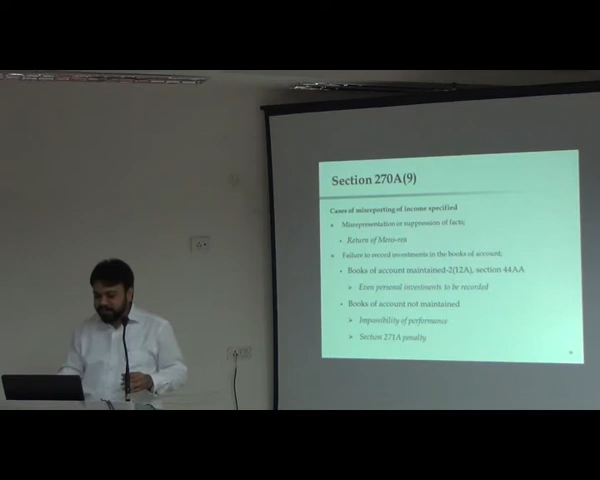 Section 270A(9)
Cases of misreporting of income specified
Misrepresentation or suppression of facts;
Return of Mens-rea
Failure to record investments in the books of account;
Books of account maintained-2(12A), section 44AA
Even personal investments to be recorded
Books of account not maintained
Impossibility of performance
Section 271A penalty